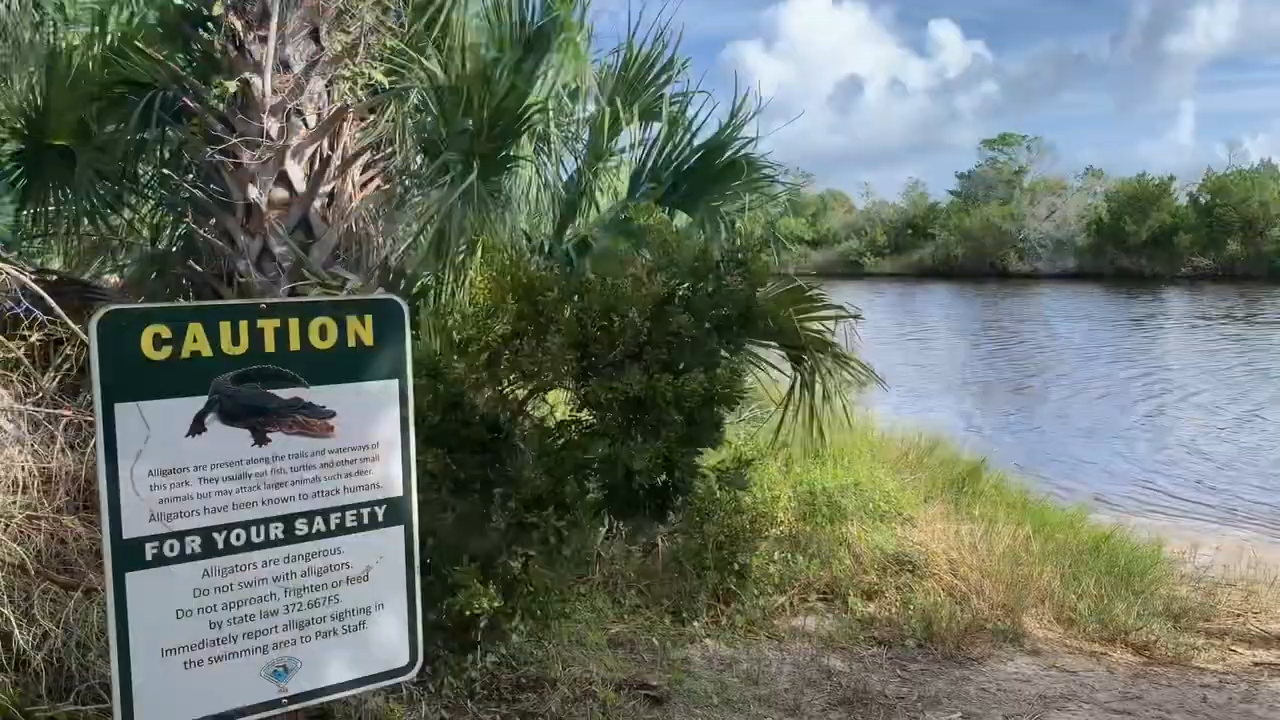 CAUTION
Alligators are present along the trails and waterways of
this park. They usually eat fish, turtles and other small
animals but may attack larger animals such as deer.
Alligators have been known to attack humans.
FOR YOUR SAFETY
Alligators are dangerous.
Do not swim with alligators.
Do not approach, frighten or feed
by state law 372.667FS.
Immediately report alligator sighting in
the swimming area to Park Staff.